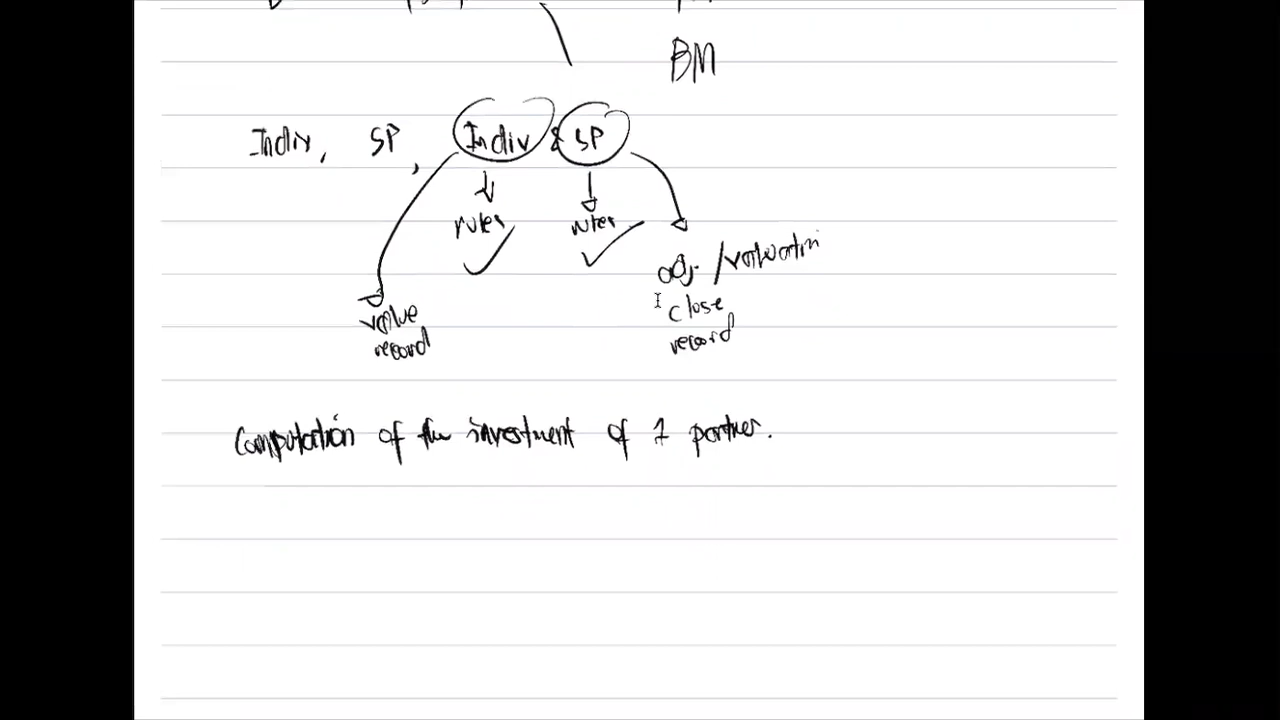 BM
Indiv, SP, Indiv & SP
rules rules
adj. / valuation
value close
record record
Computation of the investment of 1 partner.